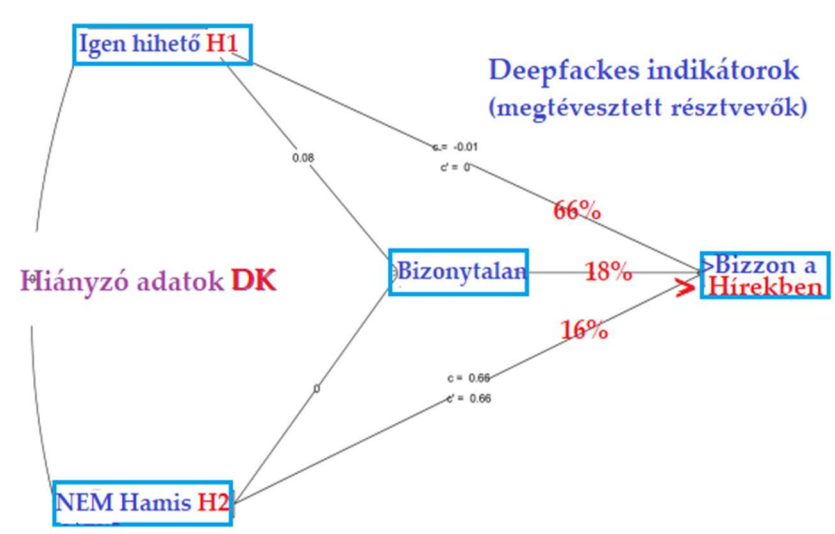 Igen hihető H1
Deepfackes indikátorok
(megtévesztett résztvevők)
c = -0.01
c' = 0
0.08
66%
Hiányzó adatok DK
Bizonytalan
18%
>Bizzon a
> Hírekben
16%
c = 0.66
c' = 0.66
0
NEM Hamis H2